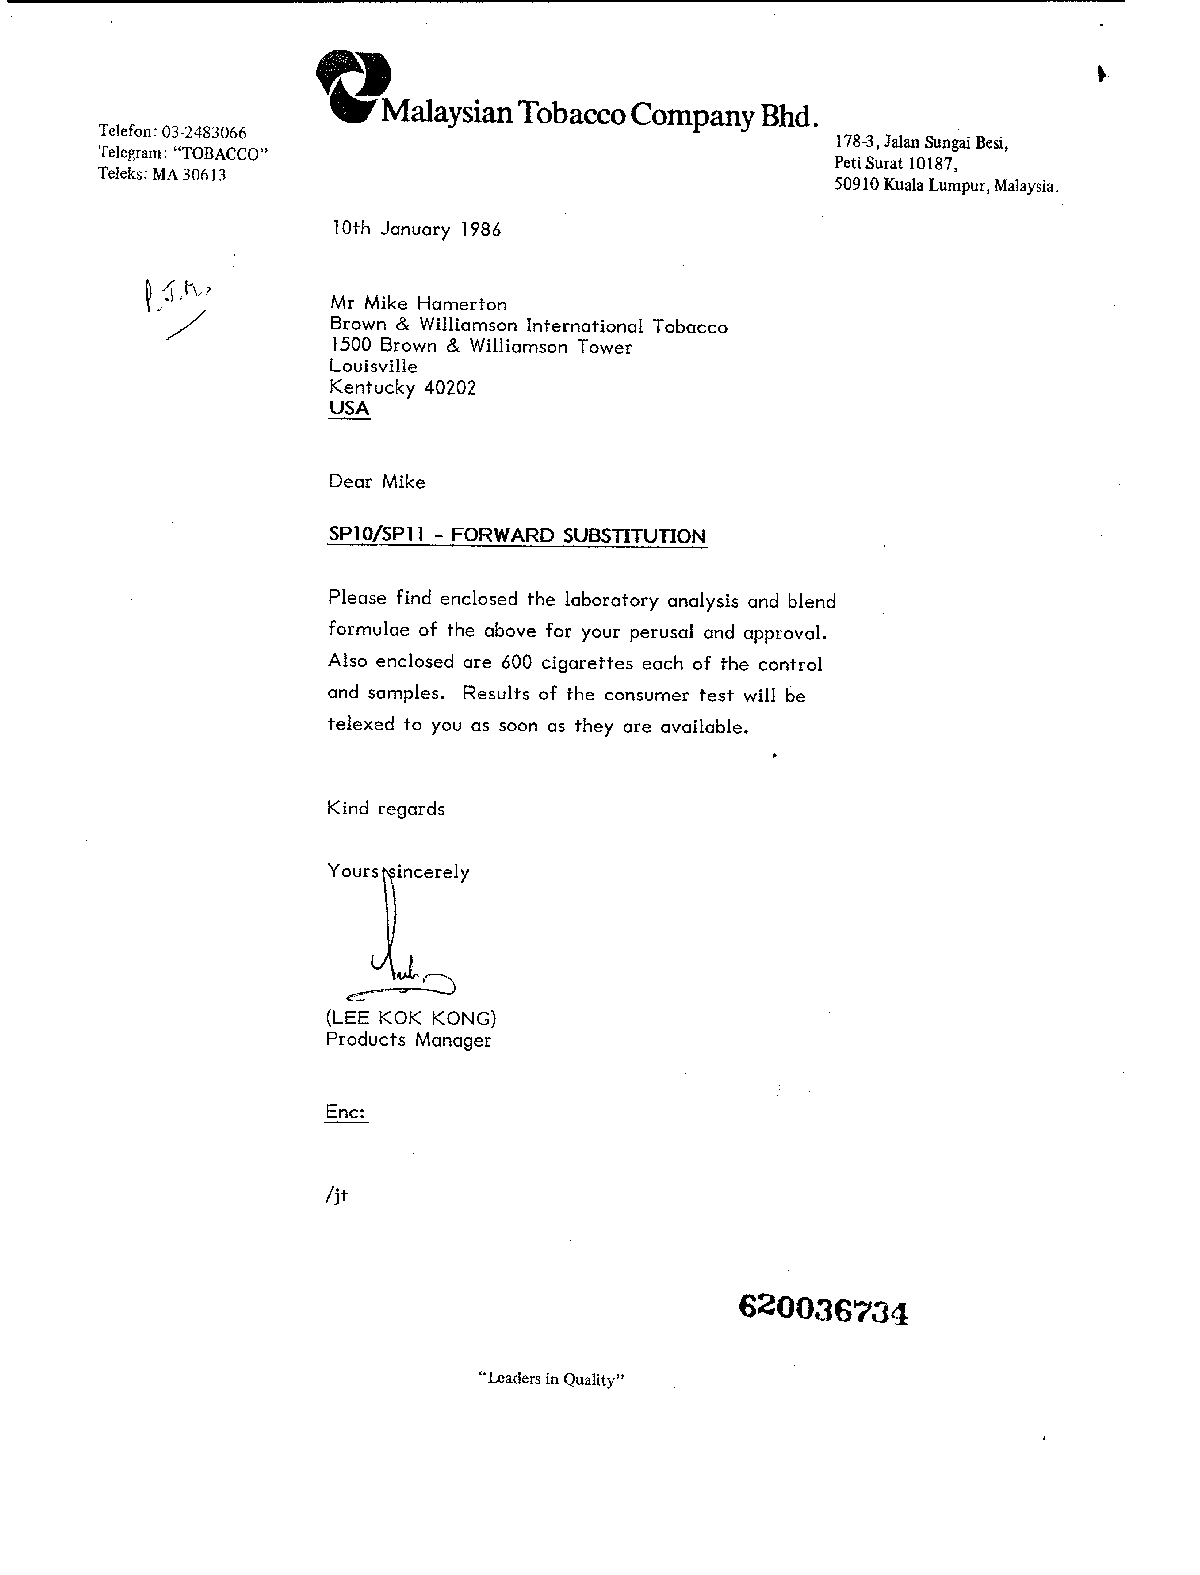 Malaysian Tobacco Company Bhd.
Telefon: 03-2483066
Telegram: "TOBACCO"
Teleks: MA 30613
178-3, Jalan Sungai Besi,
Peti Surat 10187,
50910 Kuala Lumpur, Malaysia.
10th January 1986
Mr Mike Hamerton
Brown & Williamson International Tobacco
1500 Brown & Williamson Tower
Louisville
Kentucky 40202
USA
Dear Mike
SP10/SP11 - FORWARD SUBSTITUTION
Please find enclosed the laboratory analysis and blend
formulae of the above for your perusal and approval.
Also enclosed are 600 cigarettes each of the control
and samples. Results of the consumer test will be
telexed to you as soon as they are available.
Kind regards
Yours sincerely
(LEE KOK KONG)
Products Manager
Enc:
/jt
620036734
"Leaders in Quality"